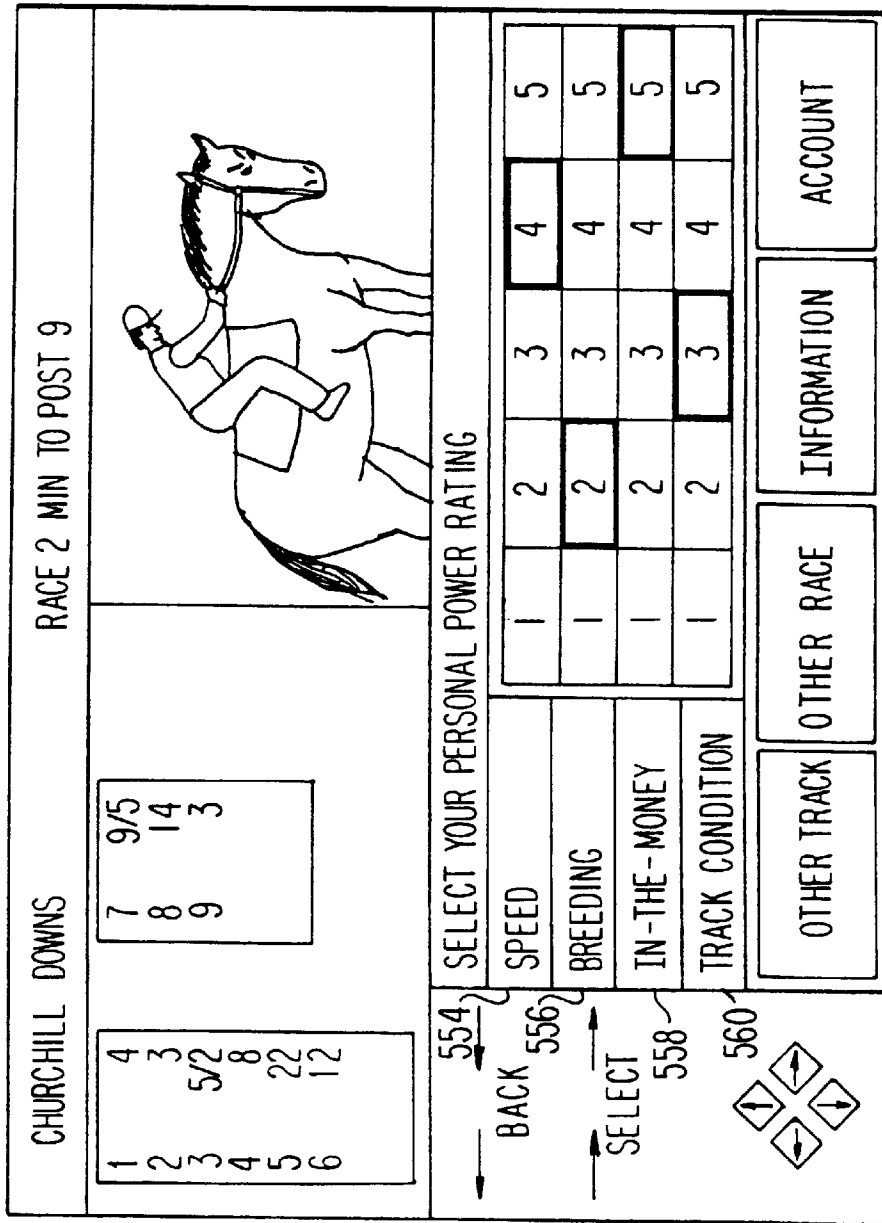 CHURCHILL DOWNS RACE 2 MIN TO POST 9
1 4
2 3
3 5/2
4 8
5 22
6 12
7 9/5
8 14
9 3
SELECT YOUR PERSONAL POWER RATING
554
SPEED 1 2 3 4 5
BACK
556
BREEDING 1 2 3 4 5
SELECT
558
IN-THE-MONEY 1 2 3 4 5
560
TRACK CONDITION 1 2 3 4 5
OTHER TRACK OTHER RACE INFORMATION ACCOUNT